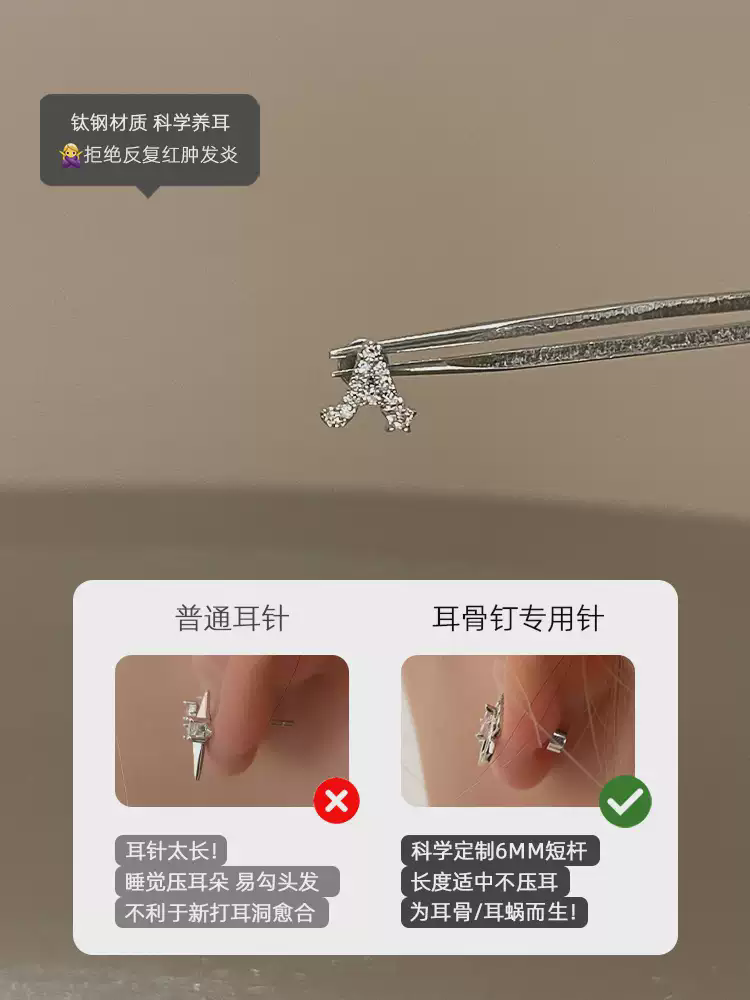 钛钢材质 科学养耳
🙅‍♀️拒绝反复红肿发炎
普通耳针
耳骨钉专用针
耳针太长!
睡觉压耳朵 易勾头发
不利于新打耳洞愈合
科学定制6MM短杆
长度适中不压耳
为耳骨/耳蜗而生!